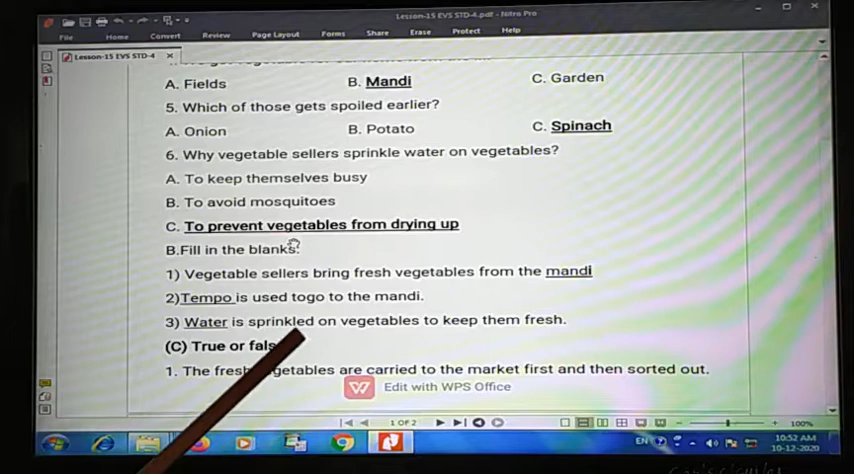 Lesson-15 EVS STD-4.pdf - Nitro Pro
File Home Convert Review Page Layout Forms Share Erase Protect Help
Lesson-15 EVS STD-4 ×
A. Fields B. Mandi C. Garden
5. Which of those gets spoiled earlier?
A. Onion B. Potato C. Spinach
6. Why vegetable sellers sprinkle water on vegetables?
A. To keep themselves busy
B. To avoid mosquitoes
C. To prevent vegetables from drying up
B.Fill in the blanks:
1) Vegetable sellers bring fresh vegetables from the mandi
2)Tempo is used togo to the mandi.
3) Water is sprinkled on vegetables to keep them fresh.
(C) True or fals
1. The fresh vegetables are carried to the market first and then sorted out.
Edit with WPS Office
1 OF 2 100%
EN 10:52 AM
10-12-2020